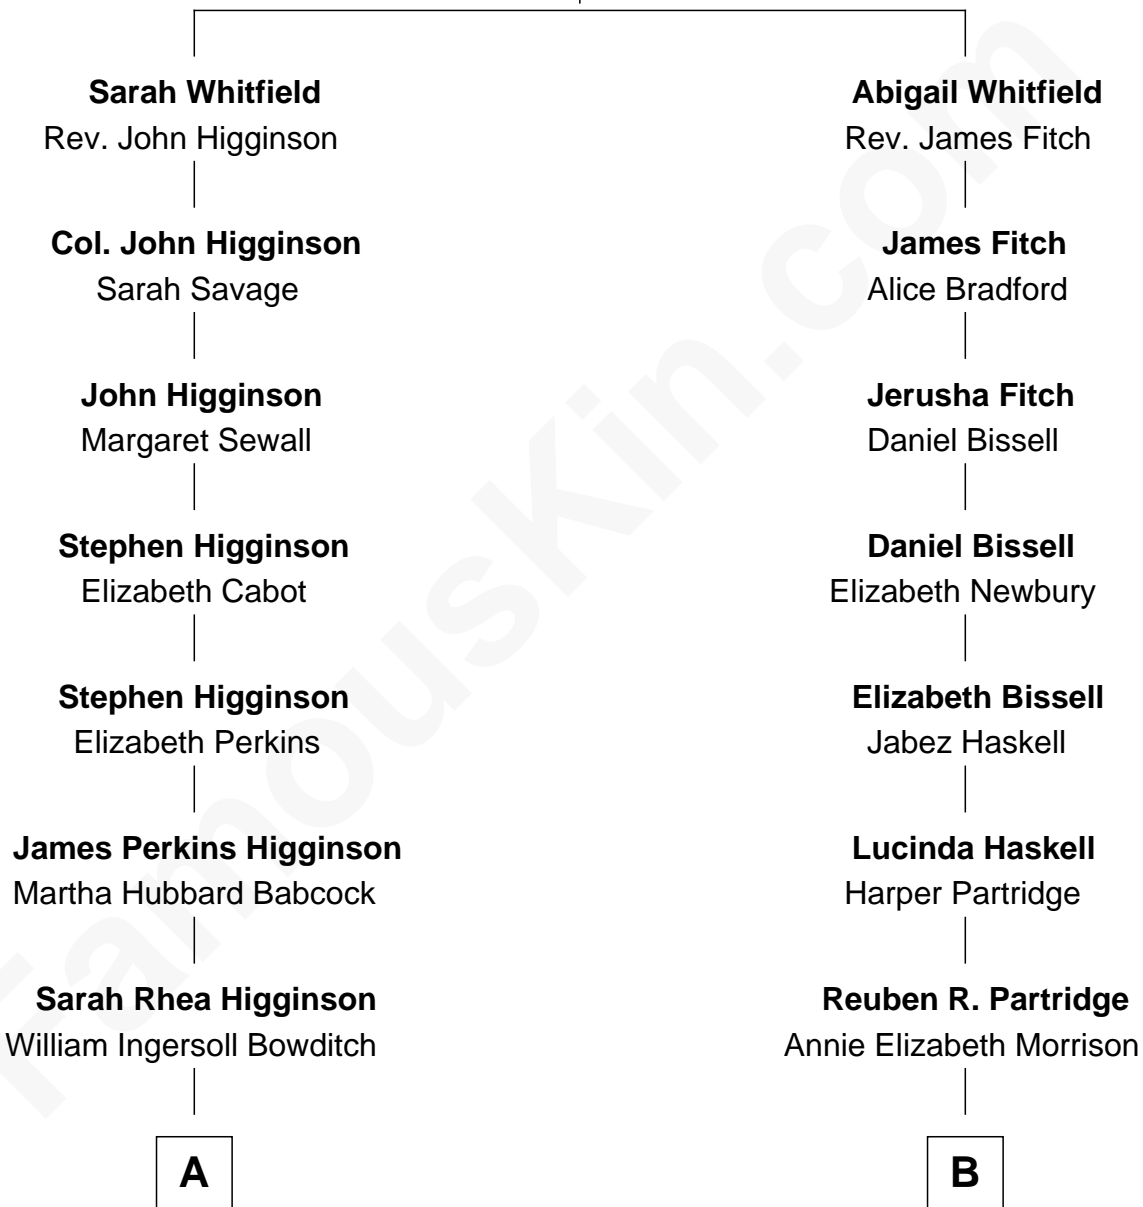 Sarah Whitfield
Rev. John Higginson
Col. John Higginson
Sarah Savage
John Higginson
Margaret Sewall
Stephen Higginson
Elizabeth Cabot
Stephen Higginson
Elizabeth Perkins
James Perkins Higginson
Martha Hubbard Babcock
Sarah Rhea Higginson
William Ingersoll Bowditch
A
Abigail Whitfield
Rev. James Fitch
James Fitch
Alice Bradford
Jerusha Fitch
Daniel Bissell
Daniel Bissell
Elizabeth Newbury
Elizabeth Bissell
Jabez Haskell
Lucinda Haskell
Harper Partridge
Reuben R. Partridge
Annie Elizabeth Morrison
B
FamousKin.com